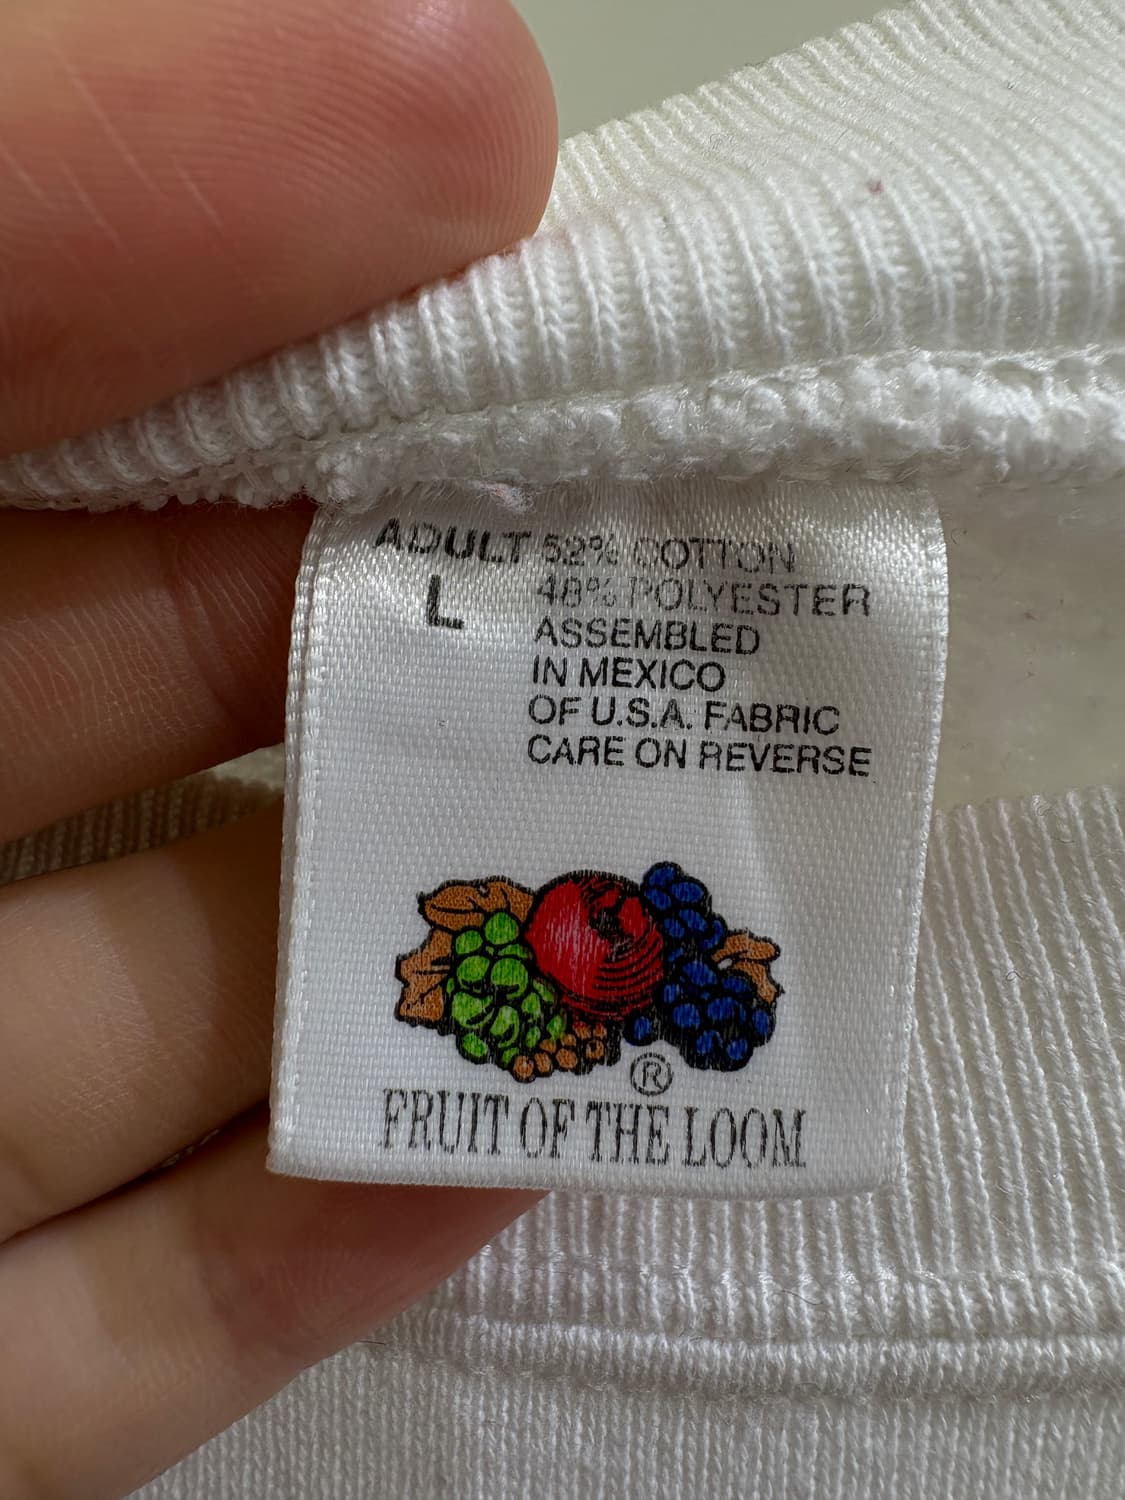 ADULT
L
52% COTTON
48% POLYESTER
ASSEMBLED
IN MEXICO
OF U.S.A. FABRIC
CARE ON REVERSE
®
FRUIT OF THE LOOM